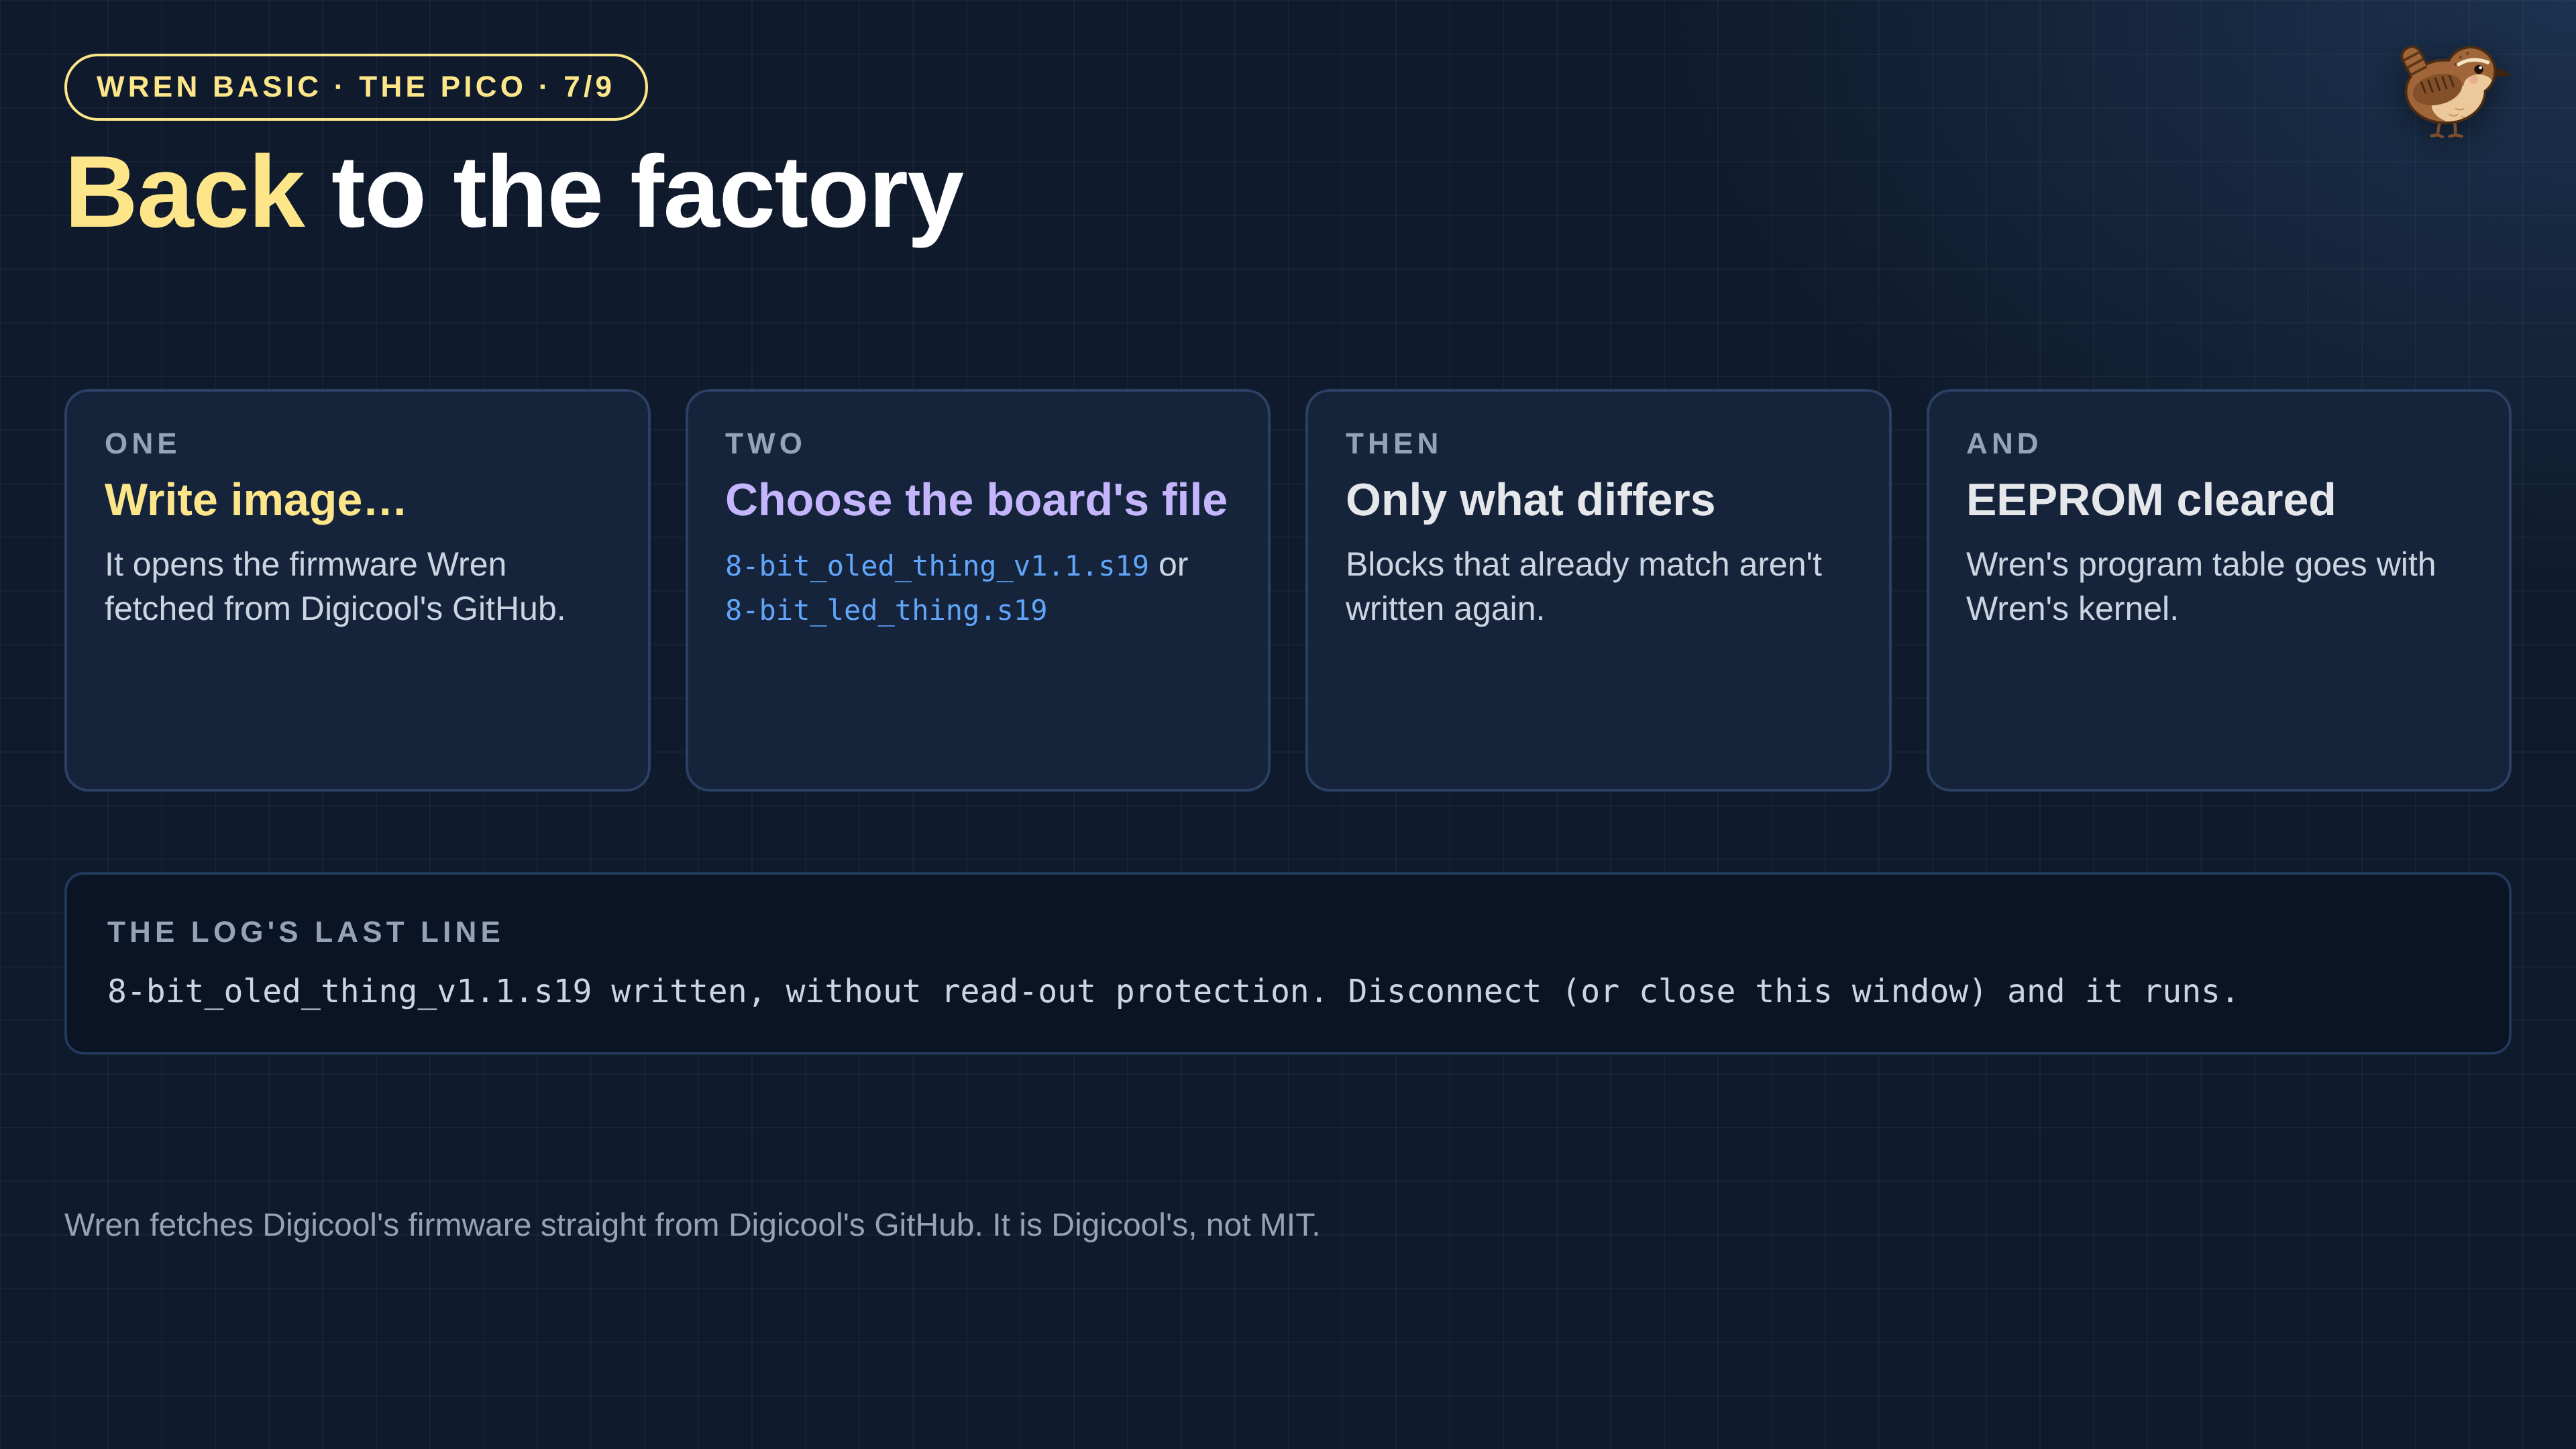 WREN BASIC · THE PICO · 7/9
Back to the factory
ONE
Write image…
It opens the firmware Wren
fetched from Digicool's GitHub.
TWO
Choose the board's file
8-bit_oled_thing_v1.1.s19 or
8-bit_led_thing.s19
THEN
Only what differs
Blocks that already match aren't
written again.
AND
EEPROM cleared
Wren's program table goes with
Wren's kernel.
THE LOG'S LAST LINE
8-bit_oled_thing_v1.1.s19 written, without read-out protection. Disconnect (or close this window) and it runs.
Wren fetches Digicool's firmware straight from Digicool's GitHub. It is Digicool's, not MIT.